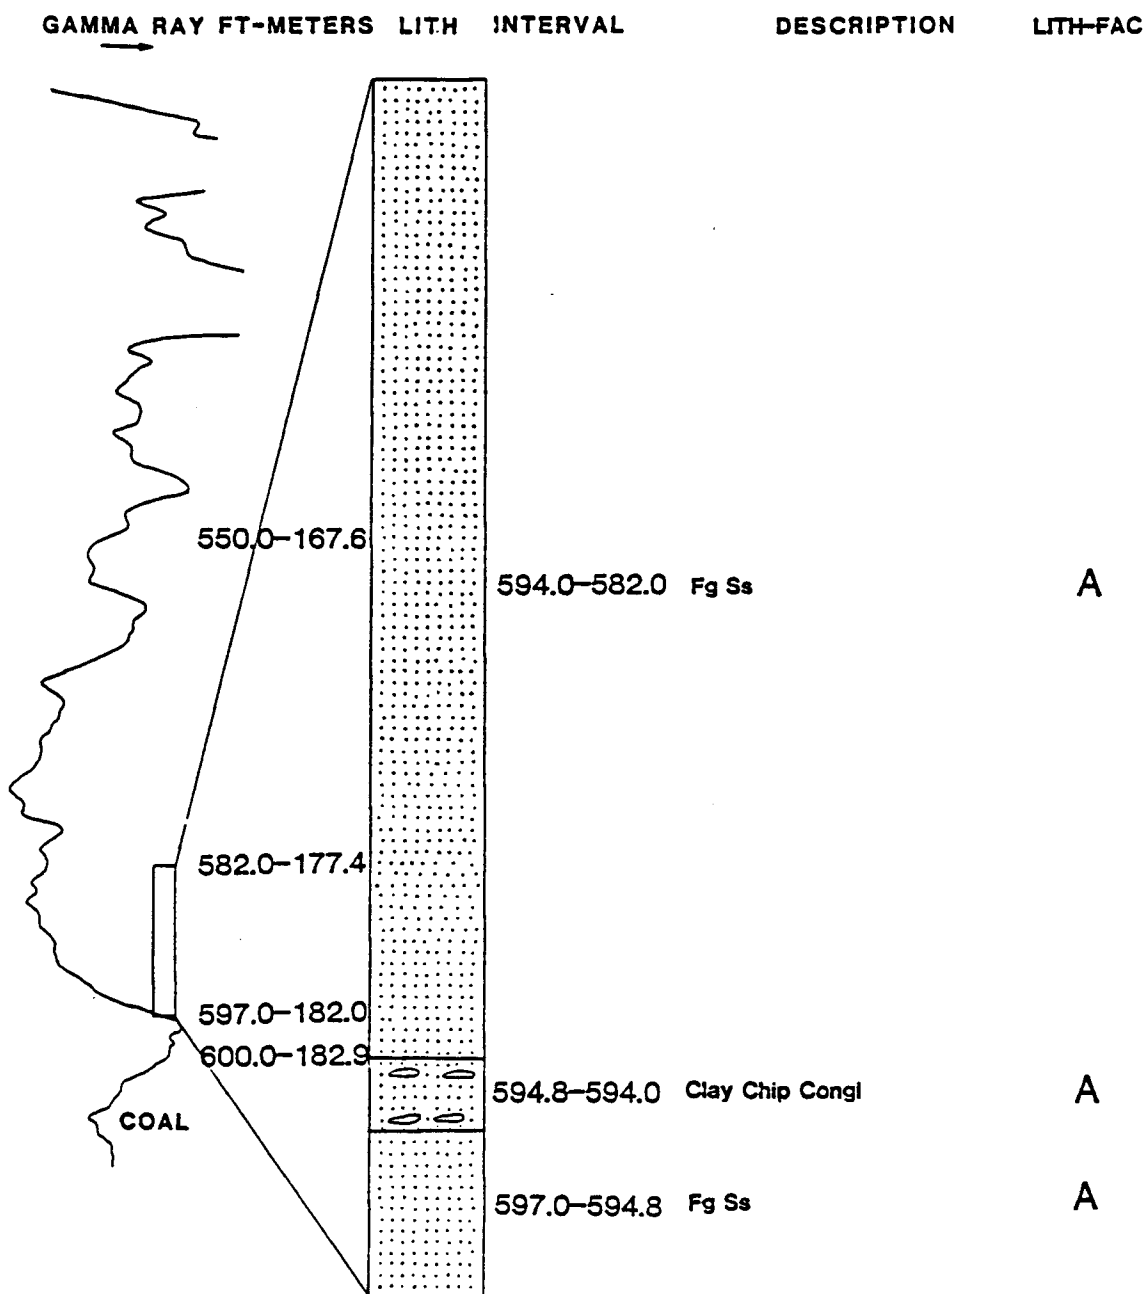 GAMMA RAY FT-METERS LITH INTERVAL DESCRIPTION LITH-FAC
550.0-167.6
594.0-582.0 Fg Ss A
582.0-177.4
597.0-182.0
600.0-182.9
594.8-594.0 Clay Chip Congl A
COAL
597.0-594.8 Fg Ss A